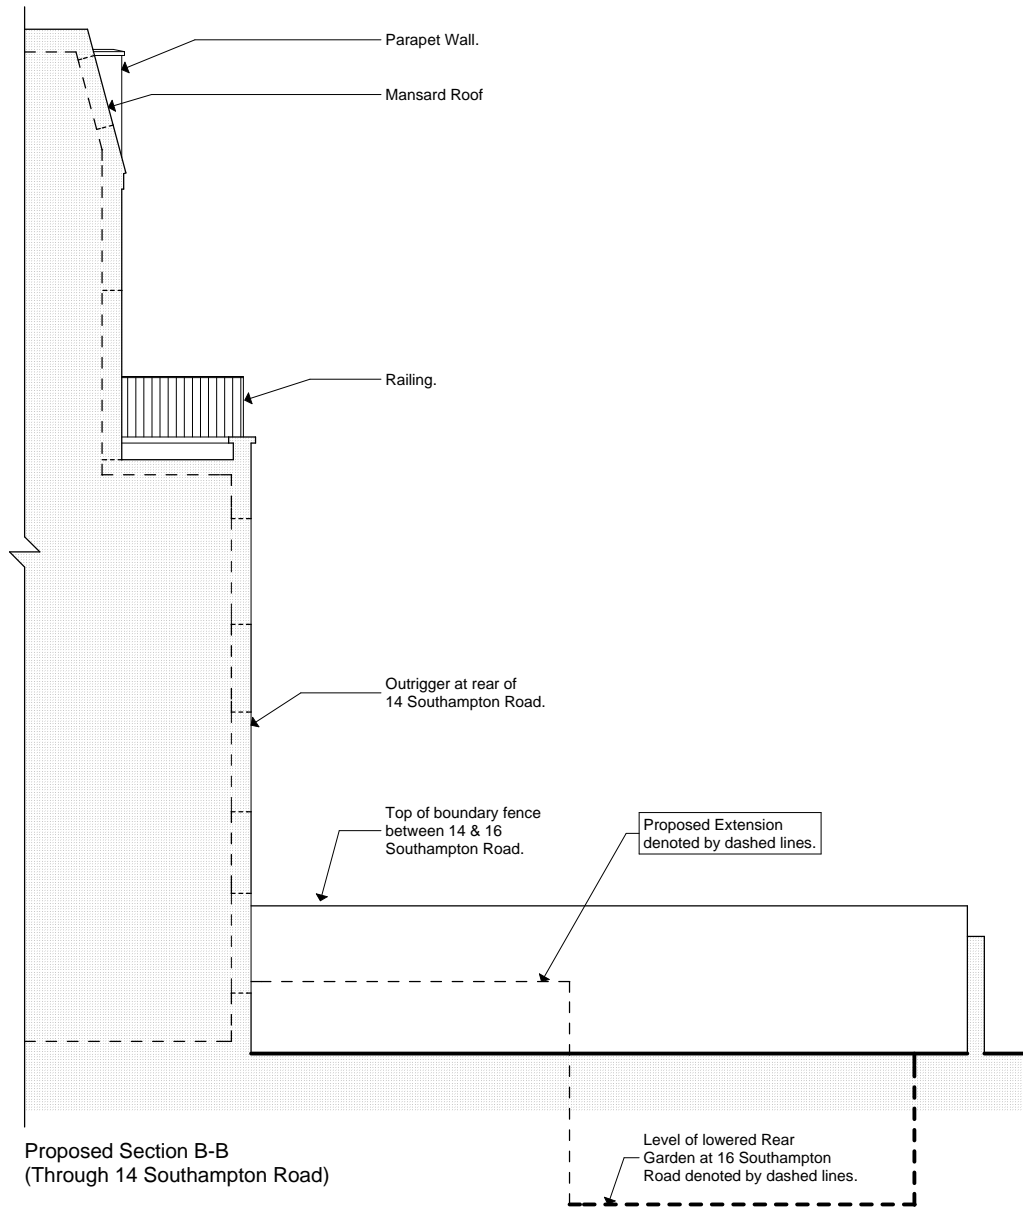 Parapet Wall.
Mansard Roof
Railing.
Outrigger at rear of
14 Southampton Road.
Top of boundary fence
between 14 & 16
Southampton Road.
Proposed Extension
denoted by dashed lines.
Level of lowered Rear
Garden at 16 Southampton
Road denoted by dashed lines.
Proposed Section B-B
(Through 14 Southampton Road)